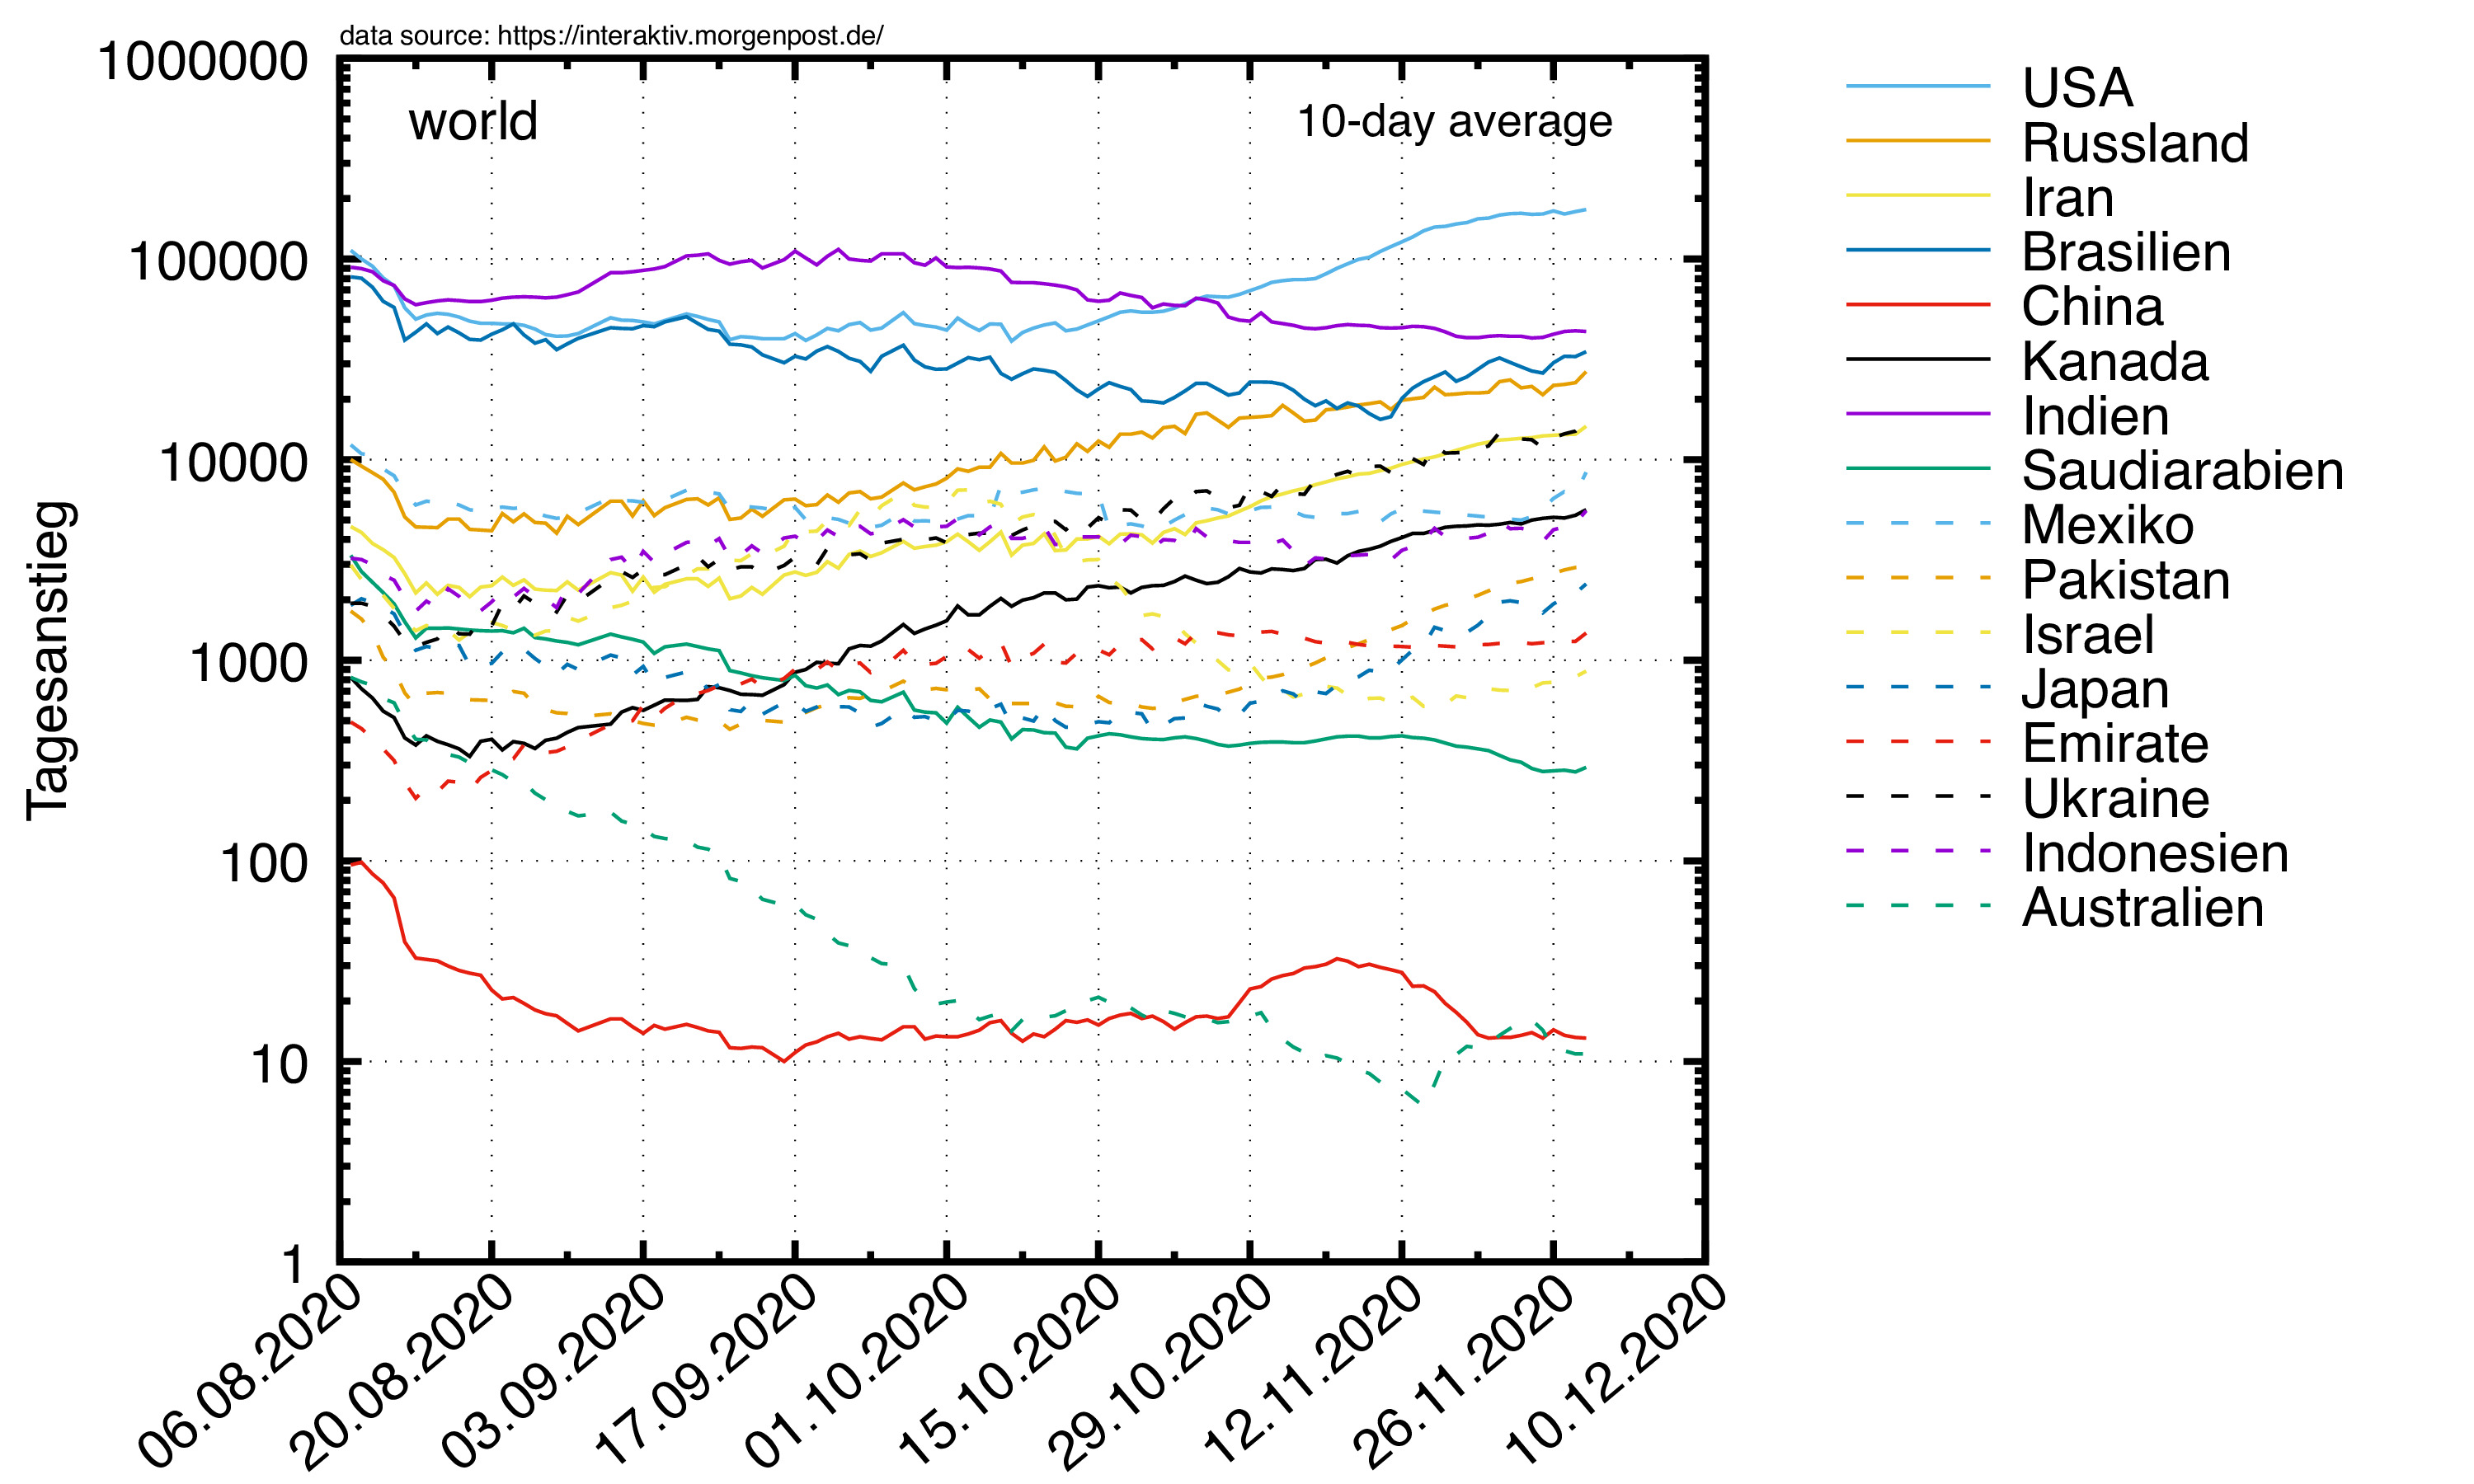 data source: https://interaktiv.morgenpost.de/
world
10-day average
Tagesanstieg
1000000
100000
10000
1000
100
10
1
06.08.2020
20.08.2020
03.09.2020
17.09.2020
01.10.2020
15.10.2020
29.10.2020
12.11.2020
26.11.2020
10.12.2020
USA
Russland
Iran
Brasilien
China
Kanada
Indien
Saudiarabien
Mexiko
Pakistan
Israel
Japan
Emirate
Ukraine
Indonesien
Australien